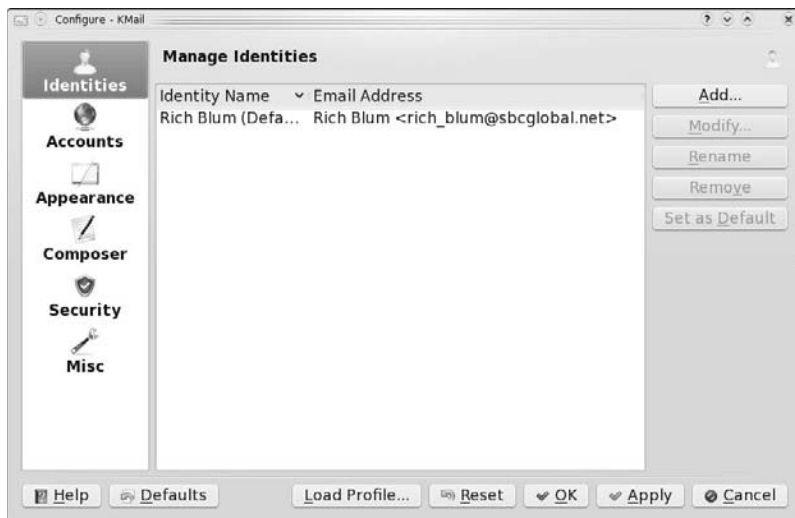 Configure - KMail
Identities
Accounts
Appearance
Composer
Security
Misc
Manage Identities
Identity Name Email Address
Rich Blum (Defa... Rich Blum <rich_blum@sbcglobal.net>
Add...
Modify...
Rename
Remove
Set as Default
Help Defaults Load Profile... Reset OK Apply Cancel